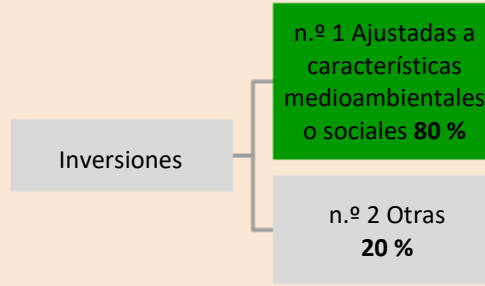 n.º 1 Ajustadas a
características
medioambientales
o sociales 80 %
Inversiones
n.º 2 Otras
20 %